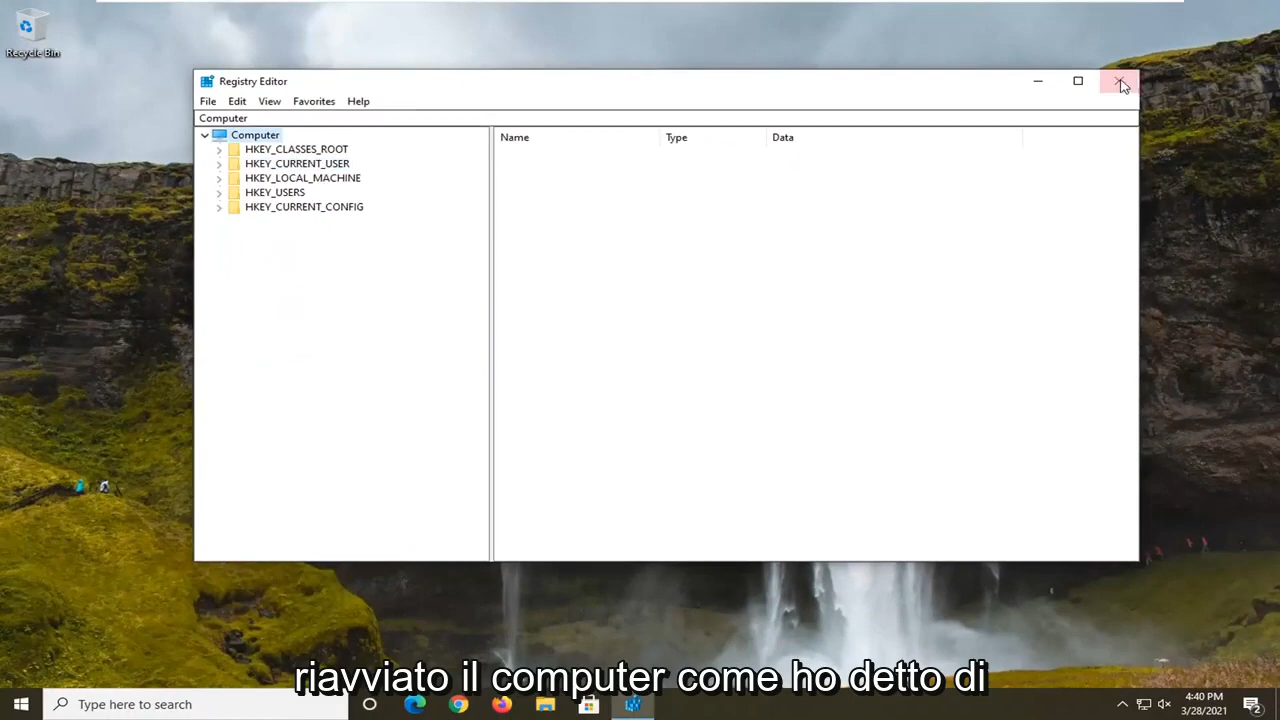 Recycle Bin
Registry Editor
File Edit View Favorites Help
Computer
Computer
HKEY_CLASSES_ROOT
HKEY_CURRENT_USER
HKEY_LOCAL_MACHINE
HKEY_USERS
HKEY_CURRENT_CONFIG
Name Type Data
riavviato il computer come ho detto di
Type here to search
4:40 PM
3/28/2021
2